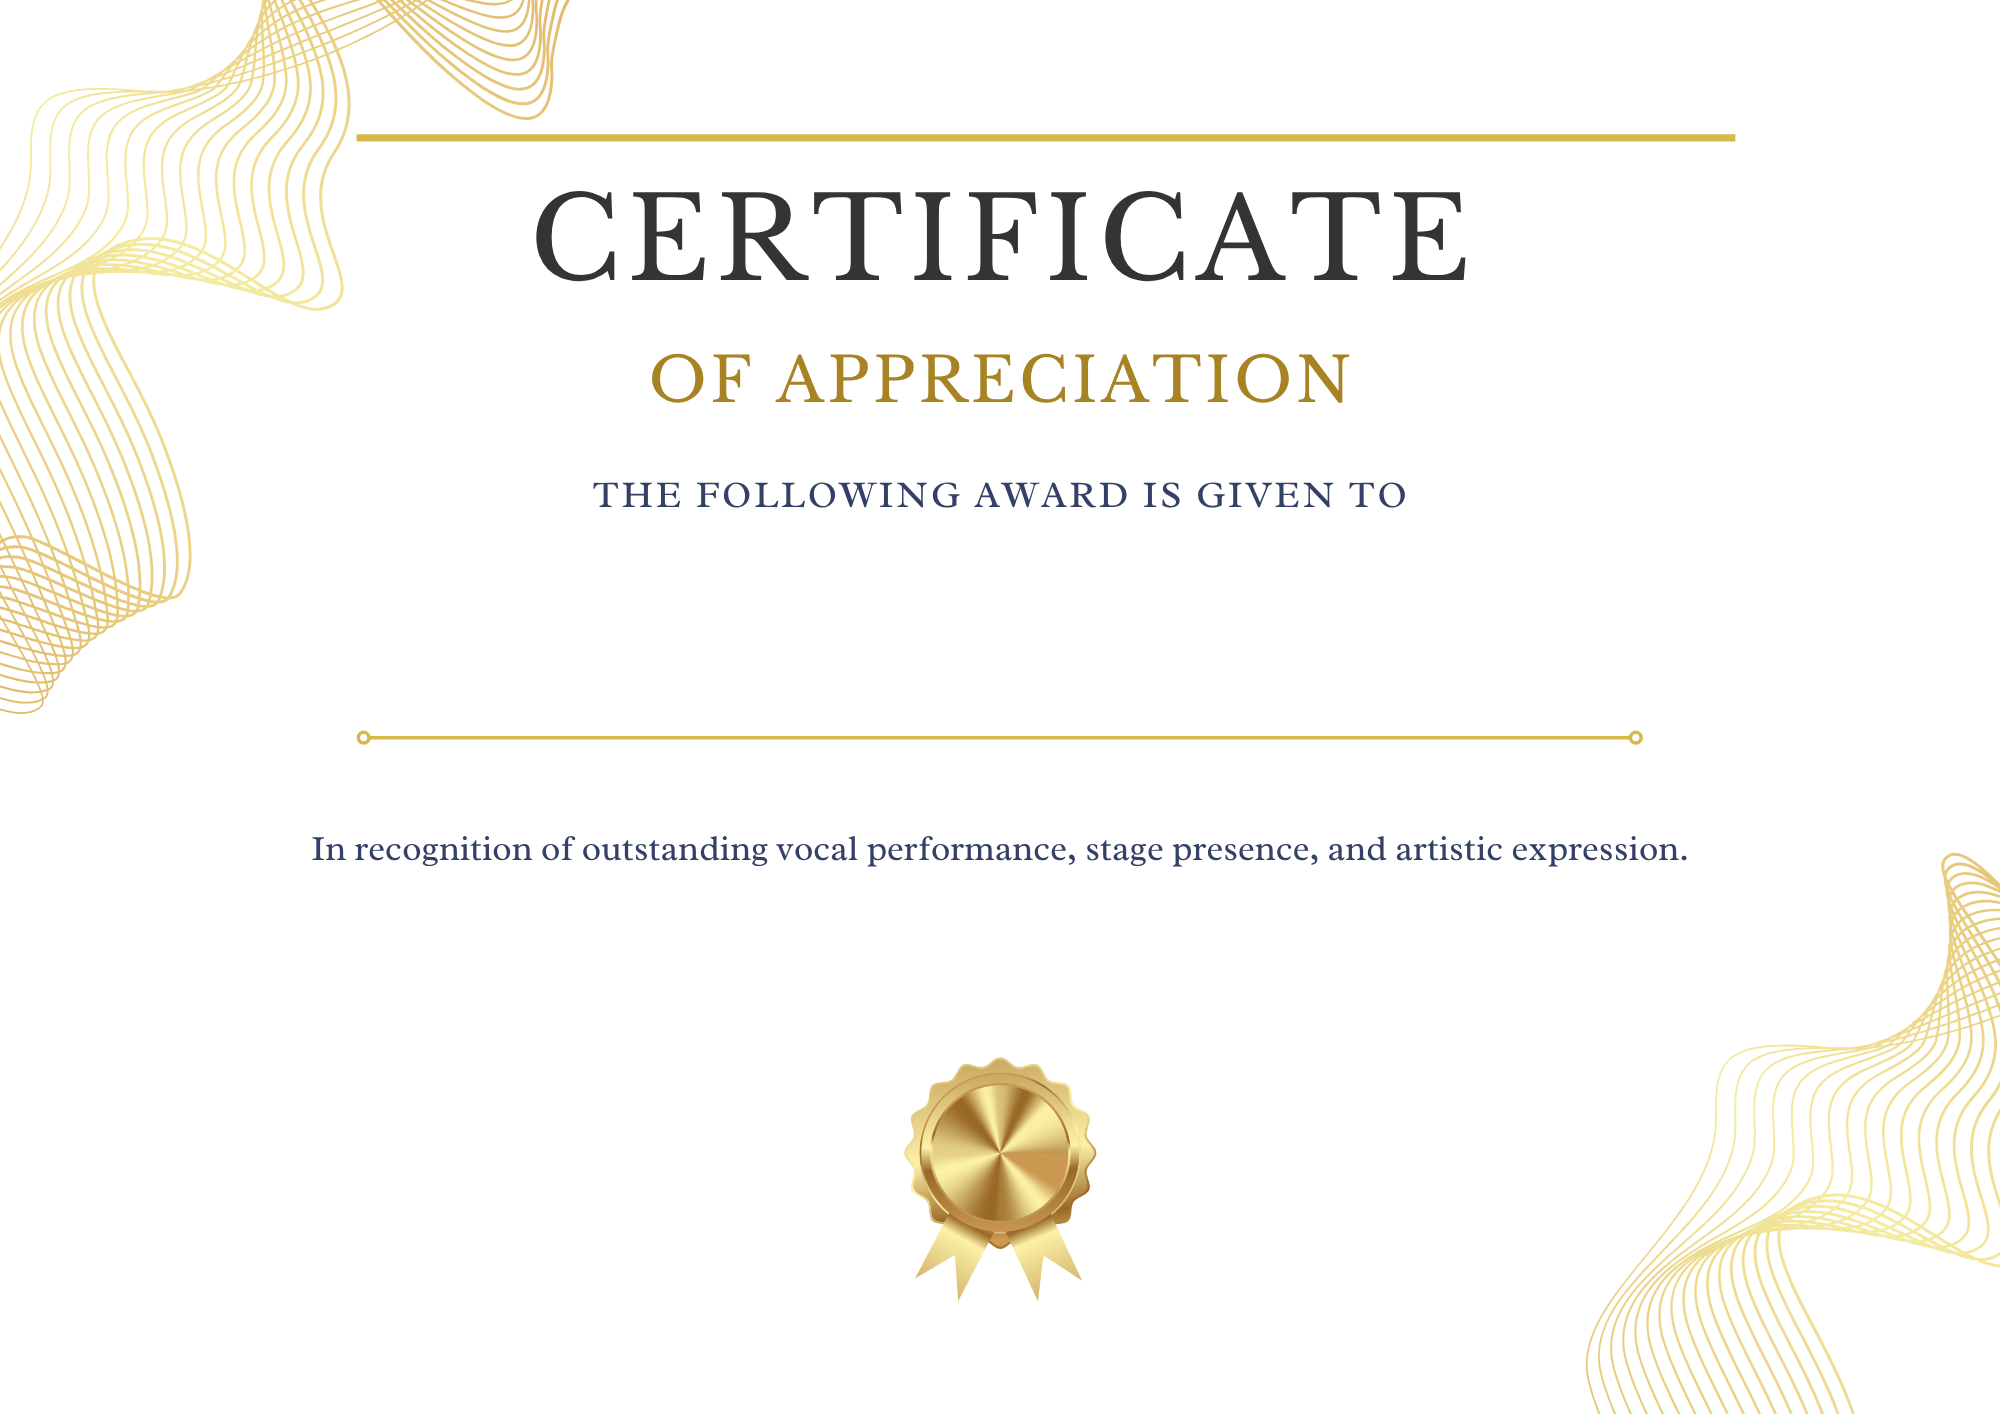 CERTIFICATE
OF APPRECIATION
THE FOLLOWING AWARD IS GIVEN TO
In recognition of outstanding vocal performance, stage presence, and artistic expression.